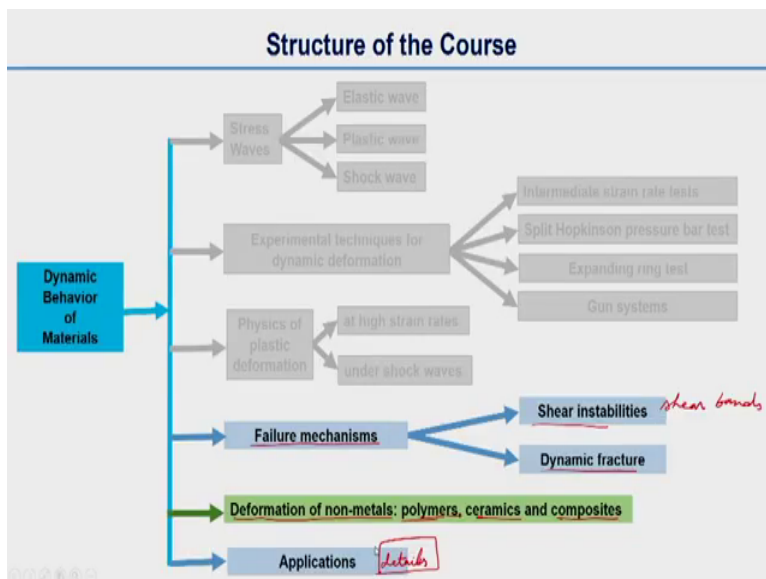 Structure of the Course
Elastic wave
Stress
Waves
Plastic wave
Shock wave
Intermediate strain rate tests
Experimental techniques for
dynamic deformation
Split Hopkinson pressure bar test
Expanding ring test
Gun systems
Dynamic
Behavior
of
Materials
Physics of
plastic
deformation
at high strain rates
under shock waves
Failure mechanisms
Shear instabilities shear bands
Dynamic fracture
Deformation of non-metals: polymers, ceramics and composites
Applications details